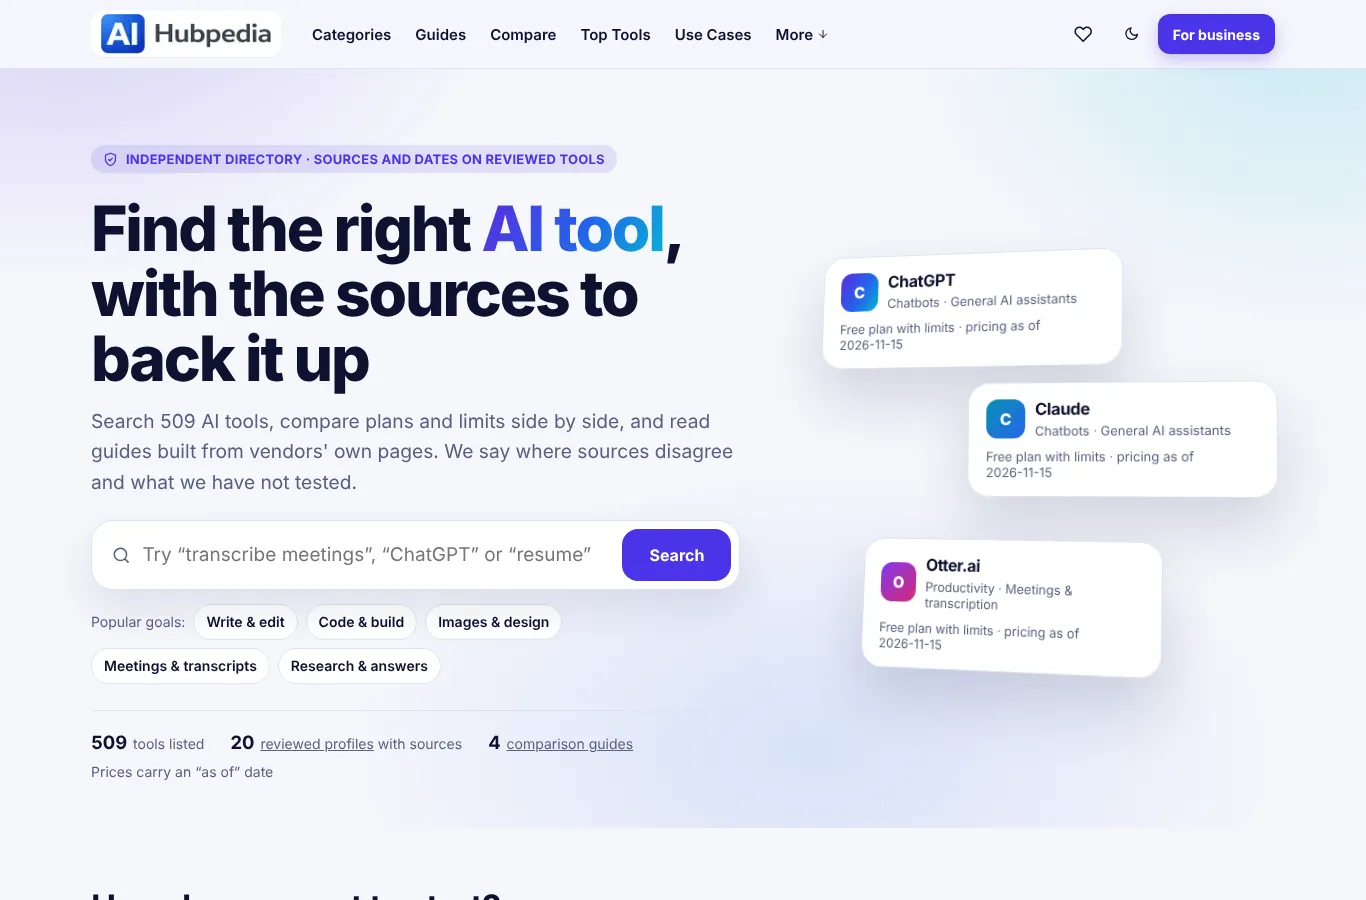 AI Hubpedia
Categories
Guides
Compare
Top Tools
Use Cases
More
For business
INDEPENDENT DIRECTORY · SOURCES AND DATES ON REVIEWED TOOLS
Find the right AI tool,
with the sources to
back it up
Search 509 AI tools, compare plans and limits side by side, and read
guides built from vendors' own pages. We say where sources disagree
and what we have not tested.
Try “transcribe meetings”, “ChatGPT” or “resume”
Search
Popular goals:
Write & edit
Code & build
Images & design
Meetings & transcripts
Research & answers
509 tools listed
20 reviewed profiles with sources
4 comparison guides
Prices carry an “as of” date
C
ChatGPT
Chatbots · General AI assistants
Free plan with limits · pricing as of
2026-11-15
C
Claude
Chatbots · General AI assistants
Free plan with limits · pricing as of
2026-11-15
O
Otter.ai
Productivity · Meetings &
transcription
Free plan with limits · pricing as of
2026-11-15